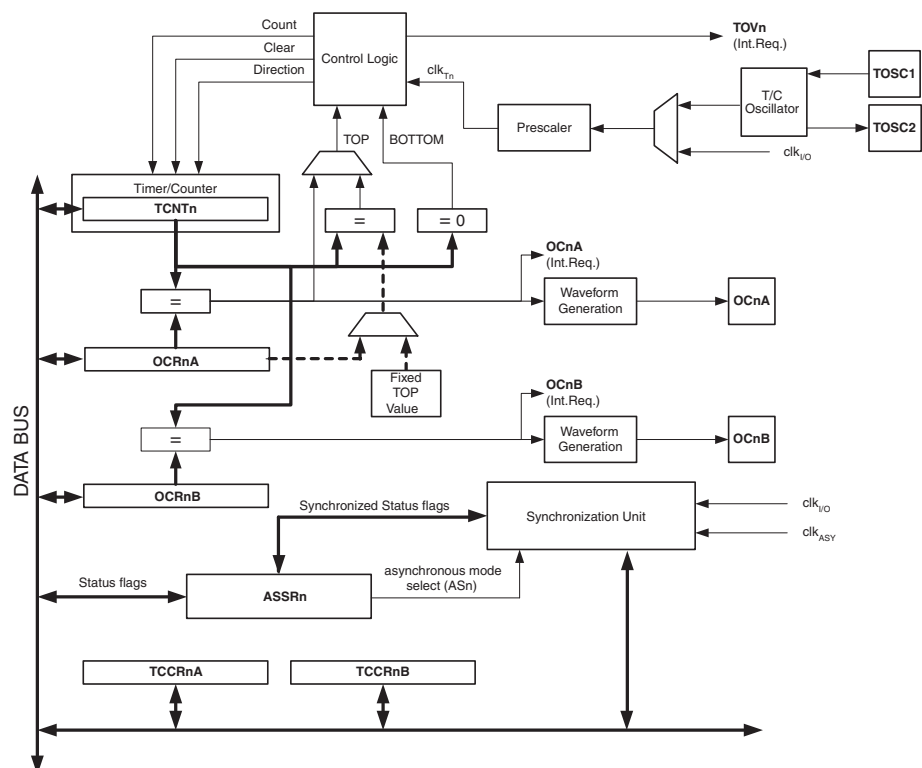 Count
Clear
Direction
Control Logic
clkTn
TOVn
(Int.Req.)
TOSC1
T/C
Oscillator
TOSC2
Prescaler
clkI/O
TOP
BOTTOM
Timer/Counter
TCNTn
=
= 0
OCnA
(Int.Req.)
=
Waveform
Generation
OCnA
OCRnA
Fixed
TOP
Value
OCnB
(Int.Req.)
=
Waveform
Generation
OCnB
DATA BUS
OCRnB
Synchronized Status flags
Synchronization Unit
clkI/O
clkASY
Status flags
ASSRn
asynchronous mode
select (ASn)
TCCRnA
TCCRnB